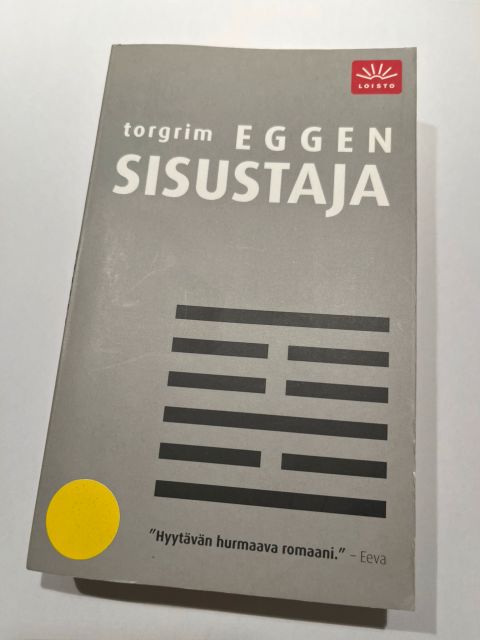 LOISTO
torgrim EGGEN
SISUSTAJA
"Hyytävän hurmaava romaani." – Eeva